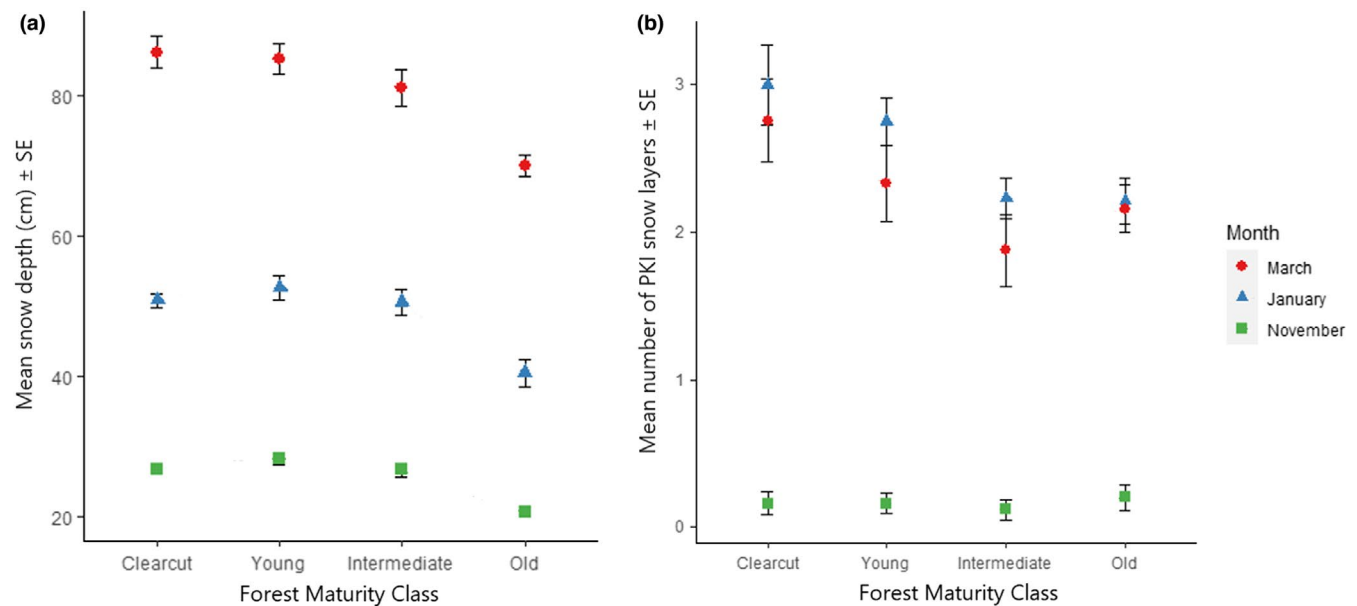 (a)
Mean snow depth (cm) ± SE
80
60
40
20
Clearcut Young Intermediate Old
Forest Maturity Class
(b)
Mean number of PKI snow layers ± SE
3
2
1
0
Clearcut Young Intermediate Old
Forest Maturity Class
Month
March
January
November